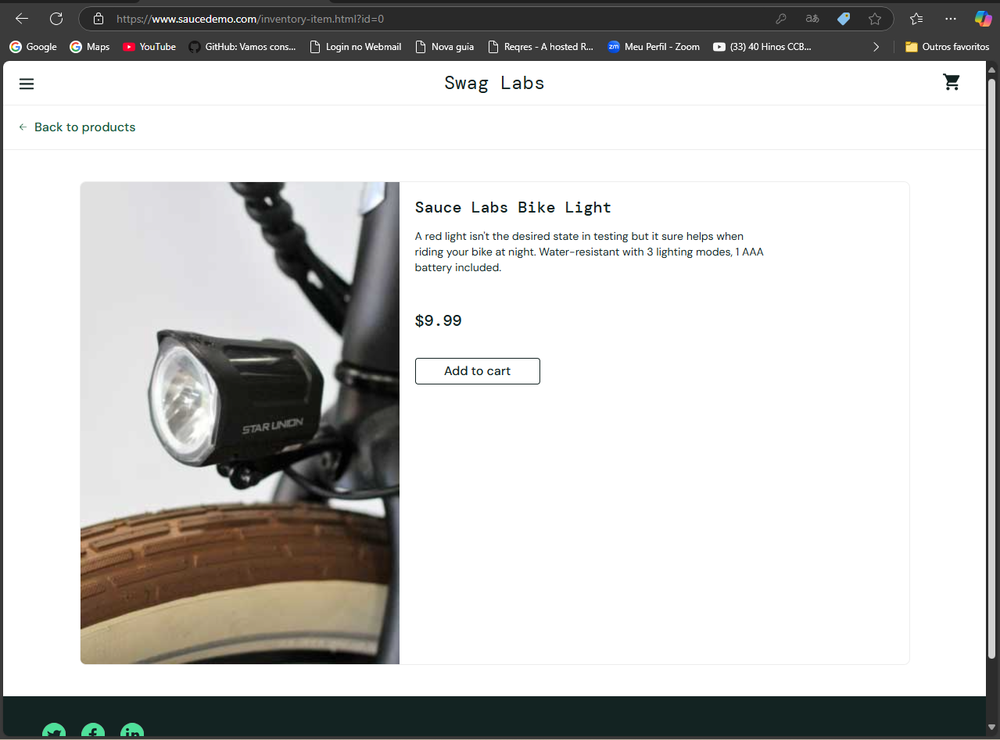 https://www.saucedemo.com/inventory-item.html?id=0
aあ
Google
Maps
YouTube
GitHub: Vamos cons...
Login no Webmail
Nova guia
Reqres - A hosted R...
zm
Meu Perfil - Zoom
(33) 40 Hinos CCB...
Outros favoritos
Swag Labs
Back to products
Sauce Labs Bike Light
A red light isn't the desired state in testing but it sure helps when
riding your bike at night. Water-resistant with 3 lighting modes, 1 AAA
battery included.
$9.99
Add to cart
STAR UNION